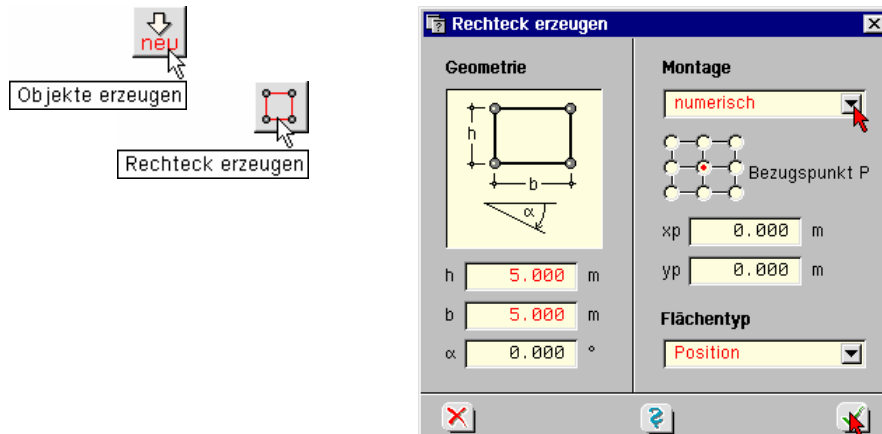 neu
Objekte erzeugen
Rechteck erzeugen
Rechteck erzeugen
Geometrie
h
b
α
h 5.000 m
b 5.000 m
α 0.000 °
Montage
numerisch
Bezugspunkt P
xp 0.000 m
yp 0.000 m
Flächentyp
Position